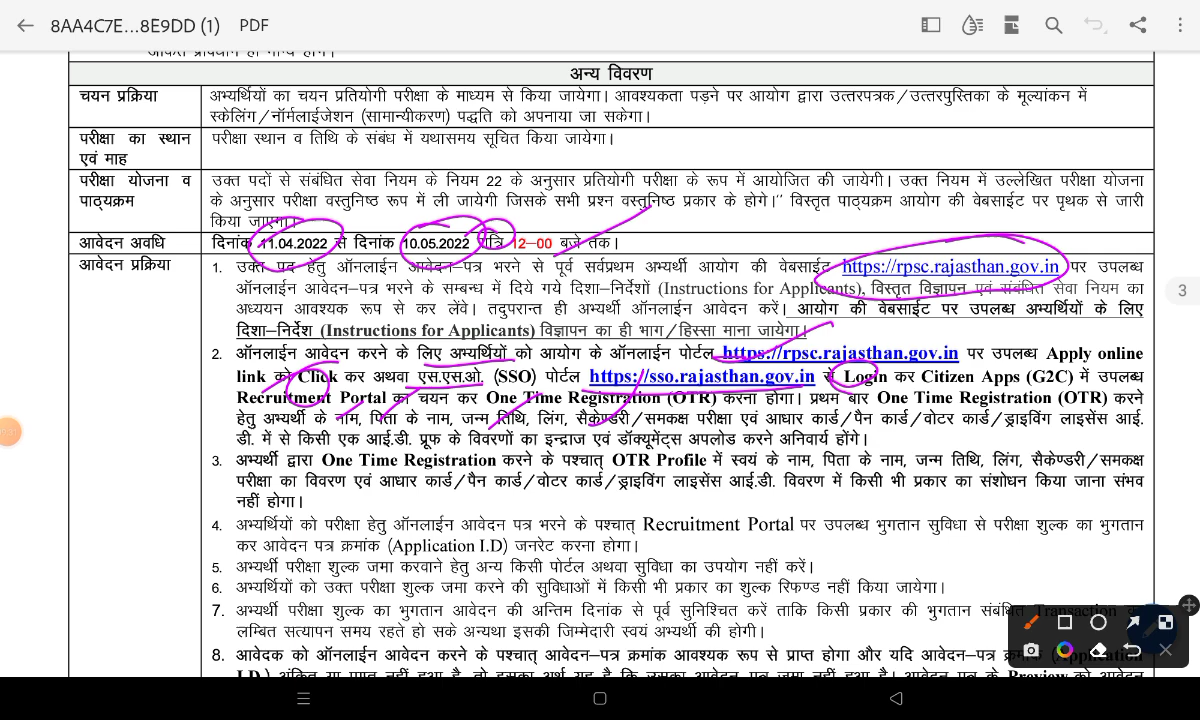 8AA4C7E...8E9DD (1) PDF
अन्य विवरण
चयन प्रक्रिया
अभ्यर्थियों का चयन प्रतियोगी परीक्षा के माध्यम से किया जायेगा। आवश्यकता पड़ने पर आयोग द्वारा उत्तरपत्रक/उत्तरपुस्तिका के मूल्यांकन में
स्केलिंग/नॉर्मलाईजेशन (सामान्यीकरण) पद्धति को अपनाया जा सकेगा।
परीक्षा का स्थान
एवं माह
परीक्षा स्थान व तिथि के संबंध में यथासमय सूचित किया जायेगा।
परीक्षा योजना व
पाठ्यक्रम
उक्त पदों से संबंधित सेवा नियम के नियम 22 के अनुसार प्रतियोगी परीक्षा के रूप में आयोजित की जायेगी। उक्त नियम में उल्लेखित परीक्षा योजना
के अनुसार परीक्षा वस्तुनिष्ठ रूप में ली जायेगी जिसके सभी प्रश्न वस्तुनिष्ठ प्रकार के होगे।" विस्तृत पाठ्यक्रम आयोग की वेबसाईट पर पृथक से जारी
किया जाएगा।
आवेदन अवधि
दिनांक 11.04.2022 से दिनांक 10.05.2022 रात्रि 12–00 बजे तक।
आवेदन प्रक्रिया
1. उक्त पद हेतु ऑनलाईन आवेदन–पत्र भरने से पूर्व सर्वप्रथम अभ्यर्थी आयोग की वेबसाईट https://rpsc.rajasthan.gov.in पर उपलब्ध
ऑनलाईन आवेदन–पत्र भरने के सम्बन्ध में दिये गये दिशा–निर्देशों (Instructions for Applicants), विस्तृत विज्ञापन एवं संबंधित सेवा नियम का
अध्ययन आवश्यक रूप से कर लेंवे। तदुपरान्त ही अभ्यर्थी ऑनलाईन आवेदन करें। आयोग की वेबसाईट पर उपलब्ध अभ्यर्थियों के लिए
दिशा–निर्देश (Instructions for Applicants) विज्ञापन का ही भाग/हिस्सा माना जायेगा।
2. ऑनलाईन आवेदन करने के लिए अभ्यर्थियों को आयोग के ऑनलाईन पोर्टल https://rpsc.rajasthan.gov.in पर उपलब्ध Apply online
link को Click कर अथवा एस.एस.ओ. (SSO) पोर्टल https://sso.rajasthan.gov.in से Login कर Citizen Apps (G2C) में उपलब्ध
Recruitment Portal का चयन कर One Time Registration (OTR) करना होगा। प्रथम बार One Time Registration (OTR) करने
हेतु अभ्यर्थी के नाम, पिता के नाम, जन्म तिथि, लिंग, सैकेण्डरी/समकक्ष परीक्षा एवं आधार कार्ड/पैन कार्ड/वोटर कार्ड/ड्राइविंग लाइसेंस आई.
डी. में से किसी एक आई.डी. प्रूफ के विवरणों का इन्द्राज एवं डॉक्यूमेंट्स अपलोड करने अनिवार्य होंगे।
3. अभ्यर्थी द्वारा One Time Registration करने के पश्चात् OTR Profile में स्वयं के नाम, पिता के नाम, जन्म तिथि, लिंग, सैकेण्डरी/समकक्ष
परीक्षा का विवरण एवं आधार कार्ड/पैन कार्ड/वोटर कार्ड/ड्राइविंग लाइसेंस आई.डी. विवरण में किसी भी प्रकार का संशोधन किया जाना संभव
नहीं होगा।
4. अभ्यर्थियों को परीक्षा हेतु ऑनलाईन आवेदन पत्र भरने के पश्चात् Recruitment Portal पर उपलब्ध भुगतान सुविधा से परीक्षा शुल्क का भुगतान
कर आवेदन पत्र क्रमांक (Application I.D) जनरेट करना होगा।
5. अभ्यर्थी परीक्षा शुल्क जमा करवाने हेतु अन्य किसी पोर्टल अथवा सुविधा का उपयोग नहीं करें।
6. अभ्यर्थियों को उक्त परीक्षा शुल्क जमा करने की सुविधाओं में किसी भी प्रकार का शुल्क रिफण्ड नहीं किया जायेगा।
7. अभ्यर्थी परीक्षा शुल्क का भुगतान आवेदन की अन्तिम दिनांक से पूर्व सुनिश्चित करें ताकि किसी प्रकार की भुगतान संबंधित Transaction
लम्बित सत्यापन समय रहते हो सके अन्यथा इसकी जिम्मेदारी स्वयं अभ्यर्थी की होगी।
8. आवेदक को ऑनलाईन आवेदन करने के पश्चात् आवेदन–पत्र क्रमांक आवश्यक रूप से प्राप्त होगा और यदि आवेदन–पत्र
3